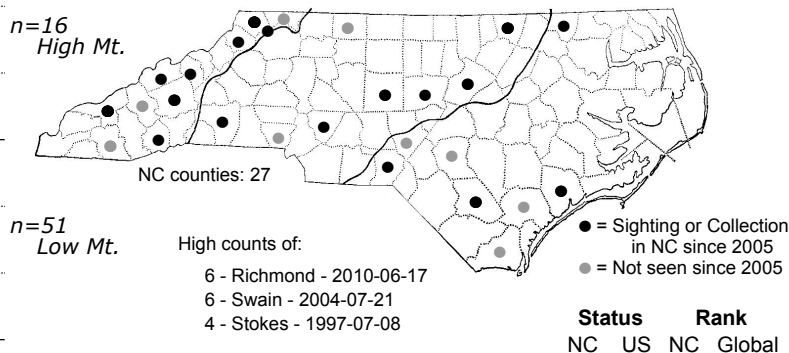 n=16
High Mt.
NC counties: 27
n=51
Low Mt.
High counts of:
6 - Richmond - 2010-06-17
6 - Swain - 2004-07-21
4 - Stokes - 1997-07-08
● = Sighting or Collection
in NC since 2005
● = Not seen since 2005
Status Rank
NC US NC Global